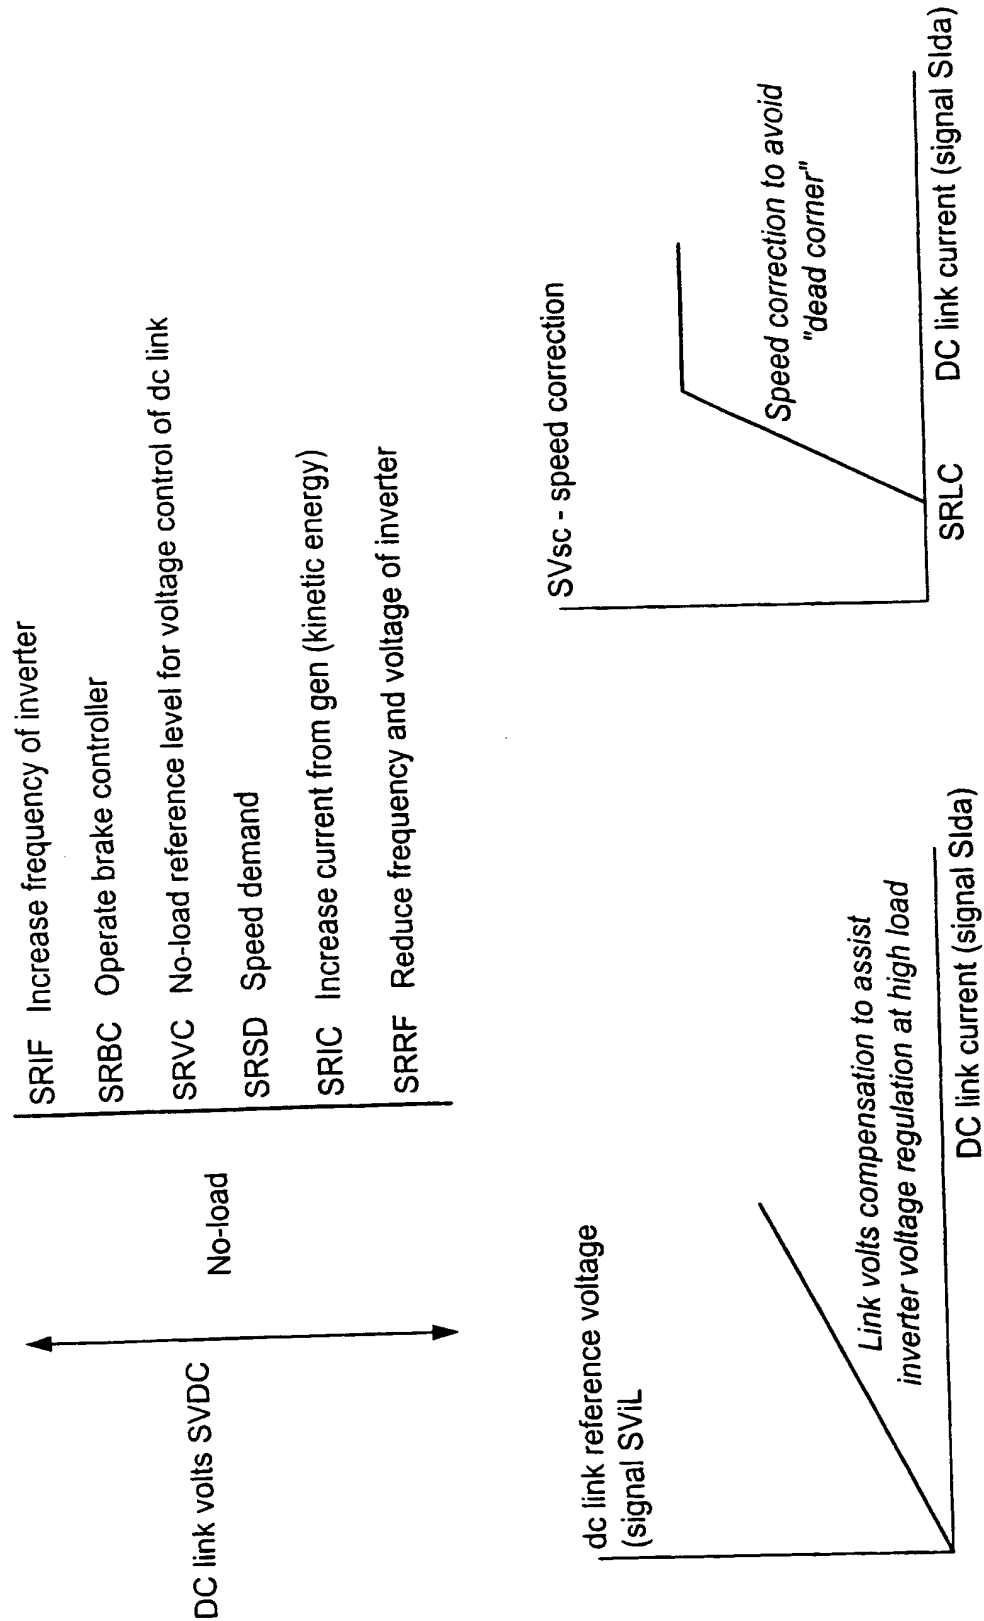 DC link volts SVDC
No-load
SRIF Increase frequency of inverter
SRBC Operate brake controller
SRVC No-load reference level for voltage control of dc link
SRSD Speed demand
SRIC Increase current from gen (kinetic energy)
SRRF Reduce frequency and voltage of inverter
dc link reference voltage
(signal SViL
Link volts compensation to assist
inverter voltage regulation at high load
DC link current (signal SIda)
SVsc - speed correction
Speed correction to avoid
"dead corner"
SRLC
DC link current (signal SIda)